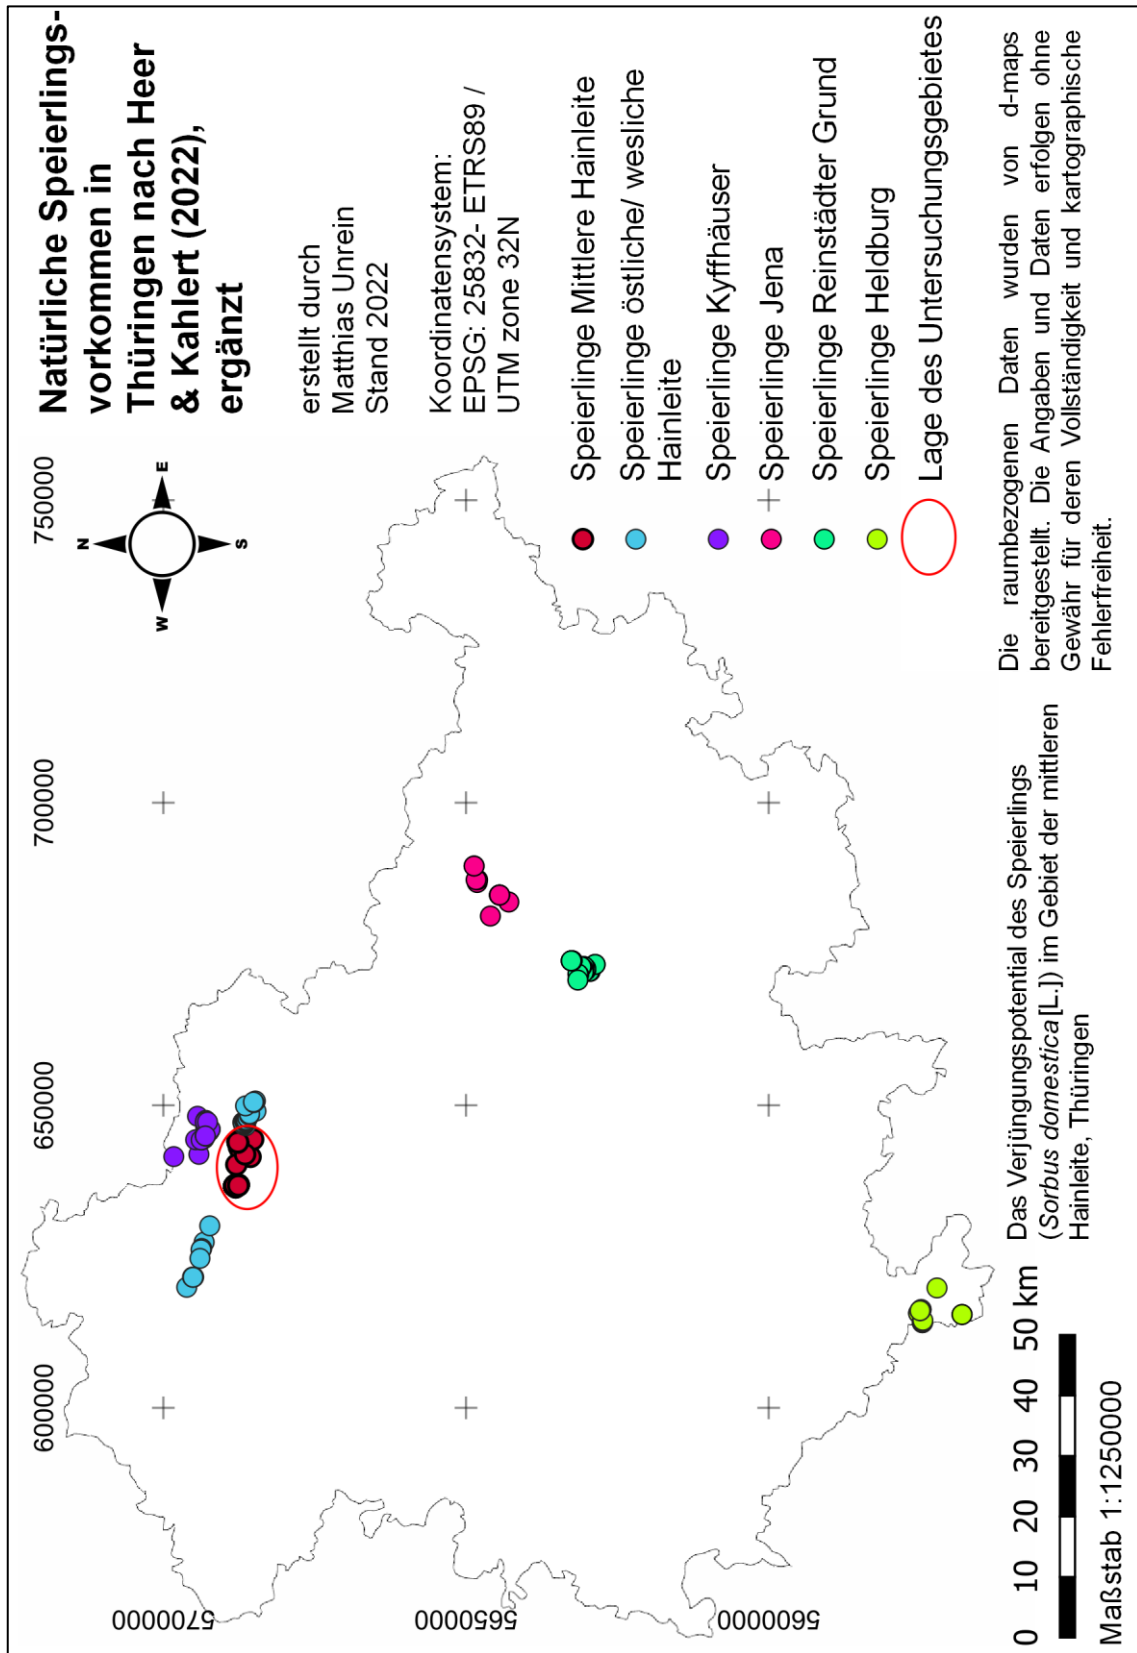 Natürliche Speierlings-
vorkommen in
Thüringen nach Heer
& Kahlert (2022),
ergänzt
erstellt durch
Matthias Unrein
Stand 2022
Koordinatensystem:
EPSG: 25832- ETRS89 /
UTM zone 32N
N
W
E
S
600000
650000
700000
750000
5700000
5650000
5600000
Speierlinge Mittlere Hainleite
Speierlinge östliche/ wesliche
Hainleite
Speierlinge Kyffhäuser
Speierlinge Jena
Speierlinge Reinstädter Grund
Speierlinge Heldburg
Lage des Untersuchungsgebietes
0 10 20 30 40 50 km
Maßstab 1:1250000
Das Verjüngungspotential des Speierlings
(Sorbus domestica [L.]) im Gebiet der mittleren
Hainleite, Thüringen
Die raumbezogenen Daten wurden von d-maps
bereitgestellt. Die Angaben und Daten erfolgen ohne
Gewähr für deren Vollständigkeit und kartographische
Fehlerfreiheit.